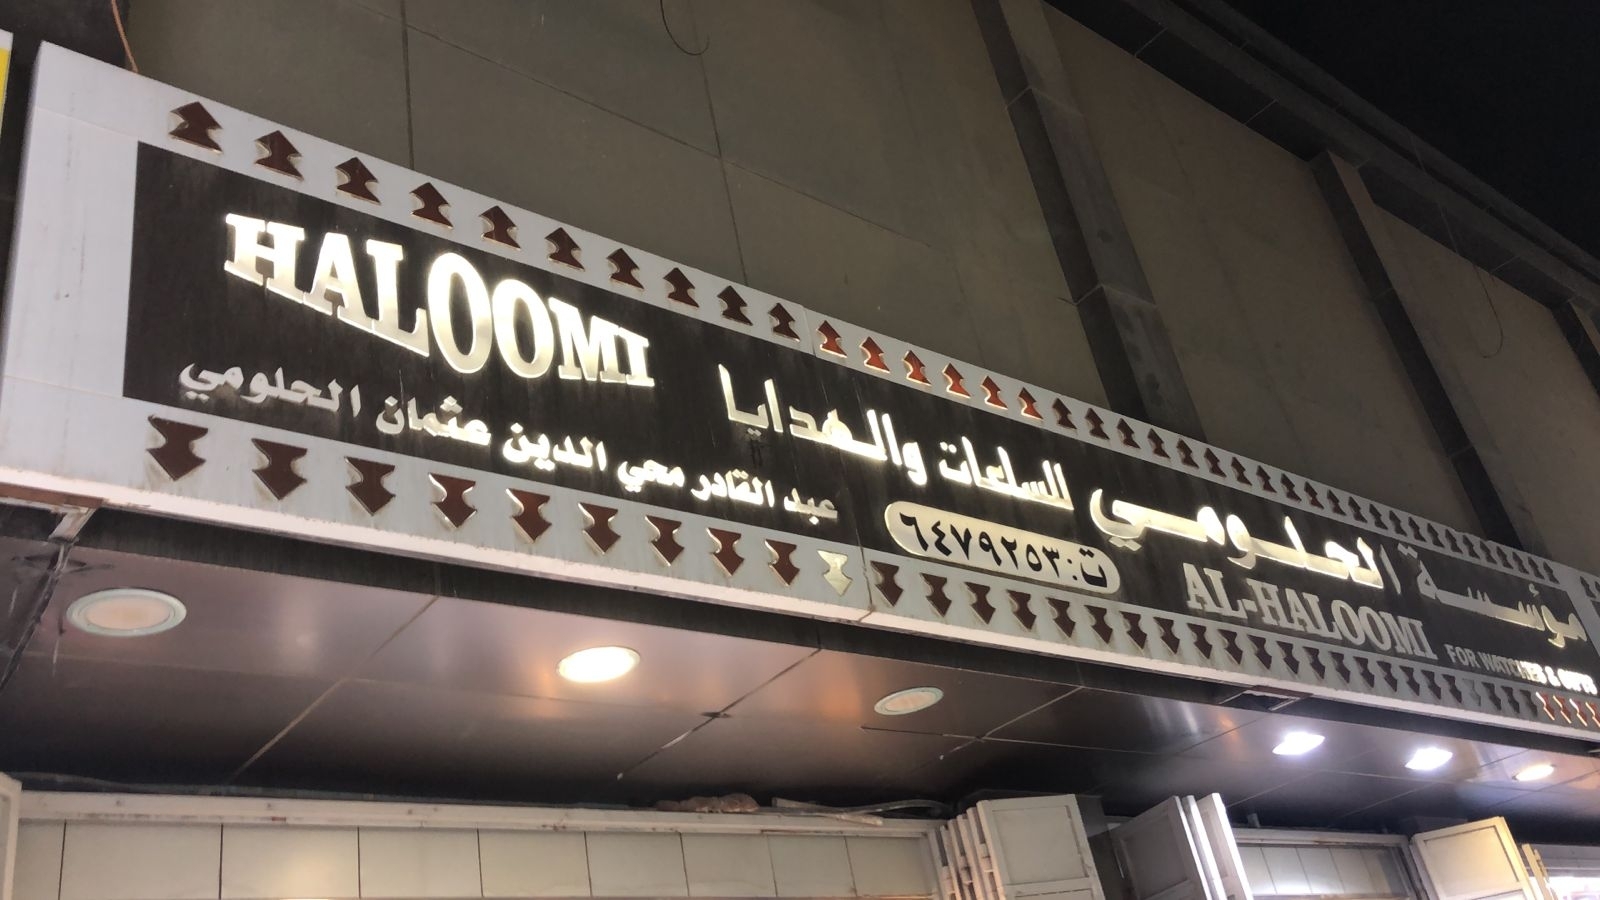 مؤسسة الحلومي للساعات والهدايا
AL-HALOOMI FOR WATCHES & GIFTS
ت: ٦٤٧٩٢٥٣
HALOOMI
عبد القادر محي الدين عثمان الحلومي